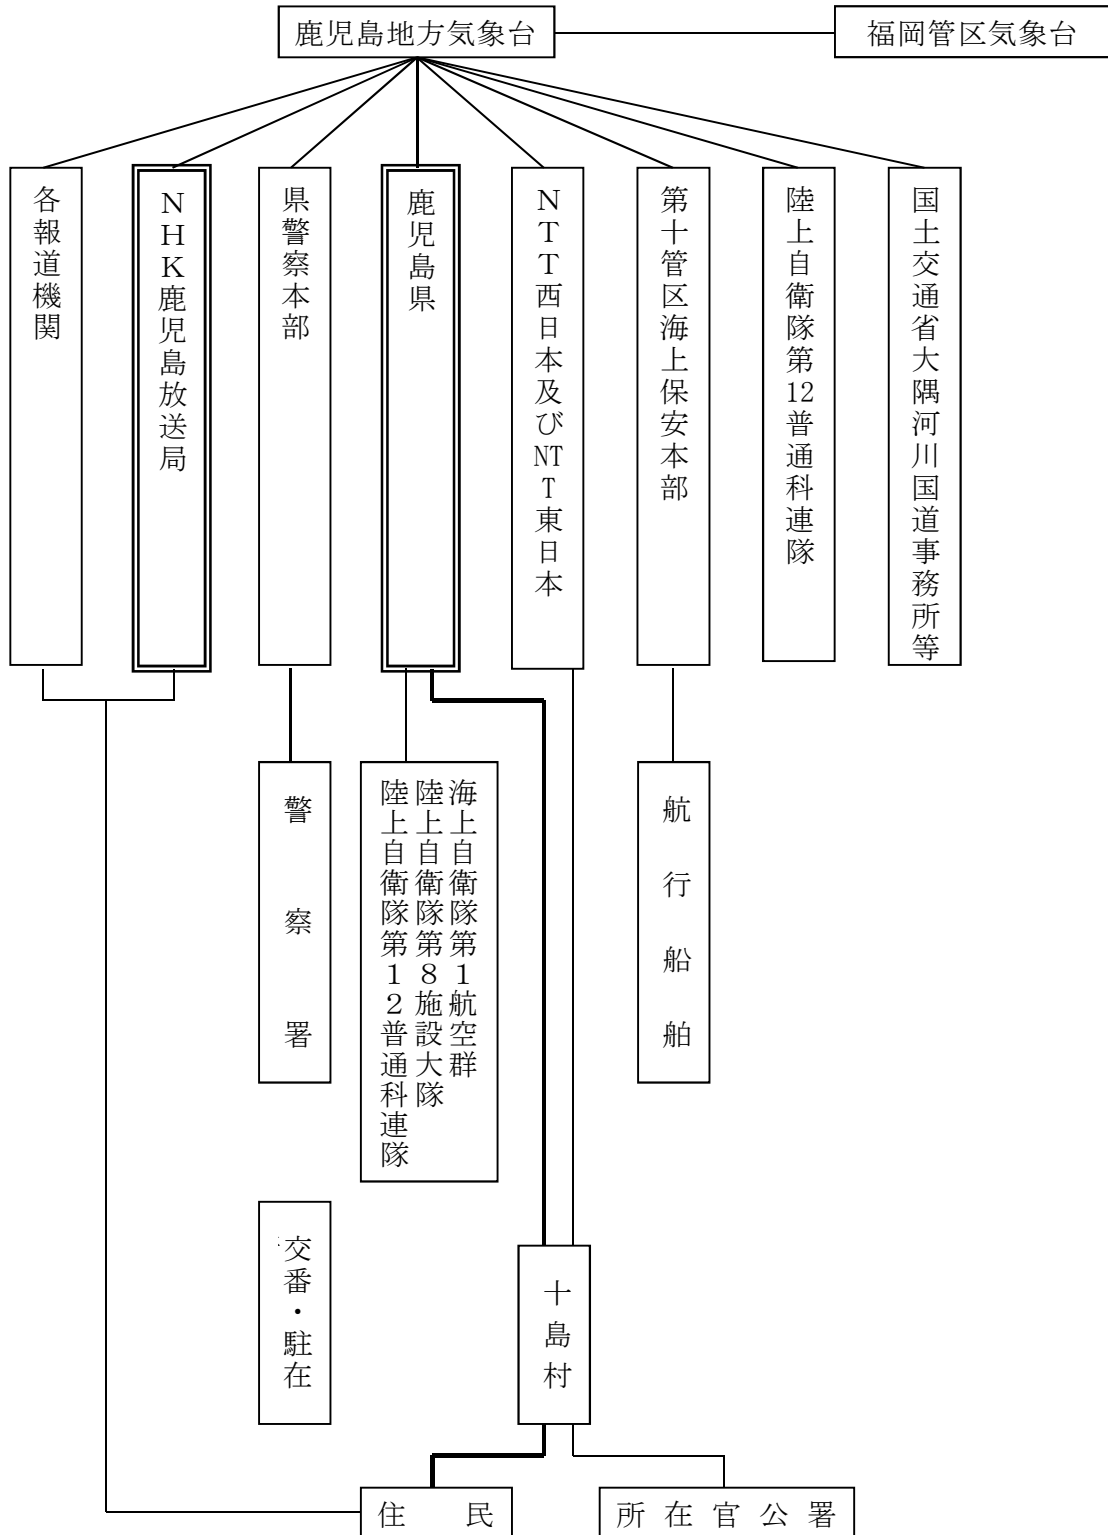 鹿児島地方気象台
福岡管区気象台
各報道機関
ＮＨＫ鹿児島放送局
県警察本部
鹿児島県
ＮＴＴ西日本及びNTT東日本
第十管区海上保安本部
陸上自衛隊第12普通科連隊
国土交通省大隅河川国道事務所等
警察署
海上自衛隊第１航空群
陸上自衛隊第８施設大隊
陸上自衛隊第１２普通科連隊
航行船舶
交番・駐在
十島村
住民
所在官公署